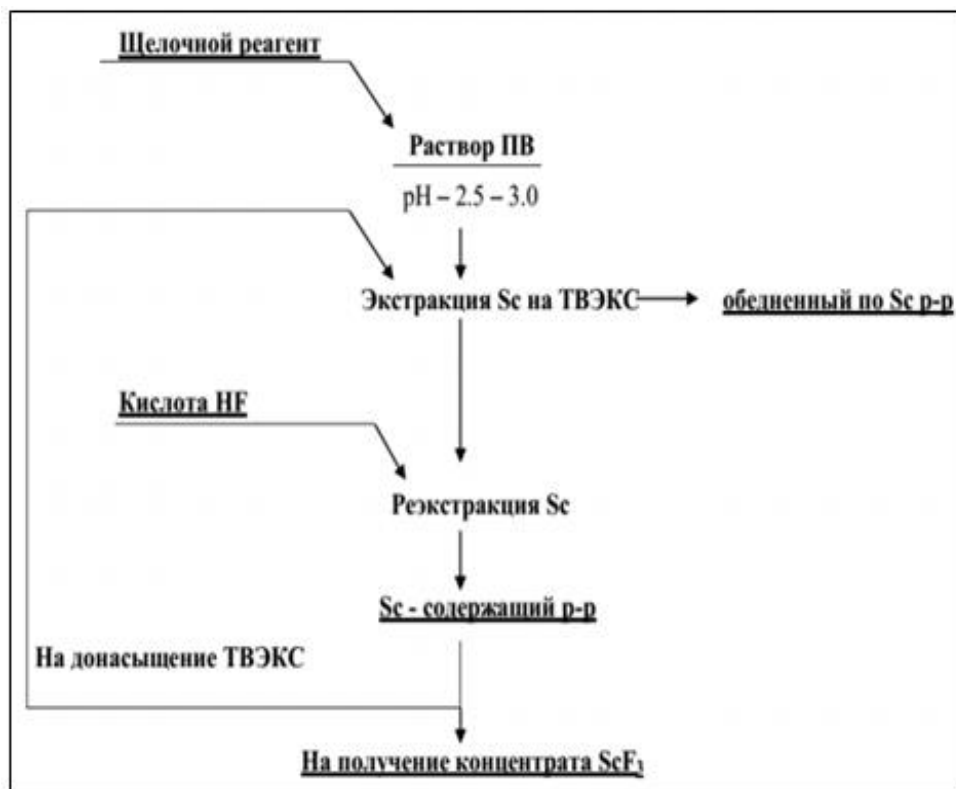 Щелочной реагент
Раствор ПВ
pH – 2.5 – 3.0
Экстракция Sc на ТВЭКС
обедненный по Sc р-р
Кислота HF
Реэкстракция Sc
Sc - содержащий р-р
На донасыщение ТВЭКС
На получение концентрата ScF₃